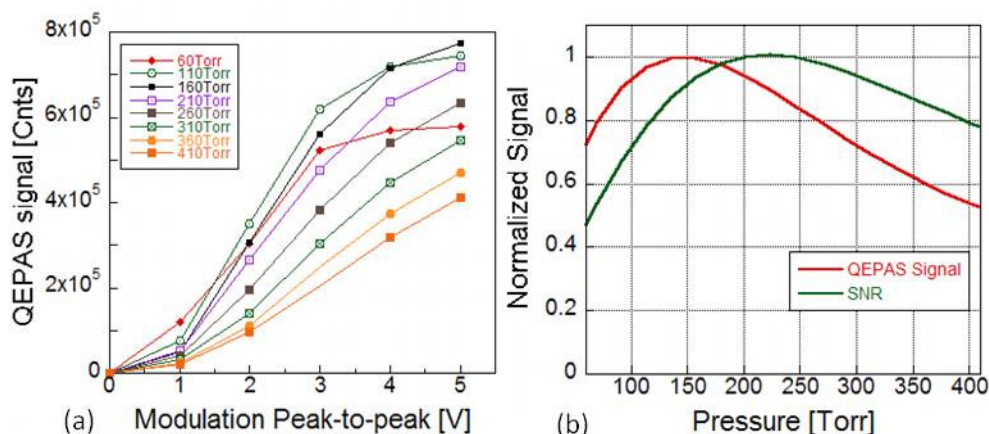 8x10⁵
6x10⁵
4x10⁵
2x10⁵
0
QEPAS signal [Cnts]
60Torr
110Torr
160Torr
210Torr
260Torr
310Torr
360Torr
410Torr
0 1 2 3 4 5
Modulation Peak-to-peak [V]
(a)
1
0.8
0.6
0.4
0.2
0
Normalized Signal
QEPAS Signal
SNR
100 150 200 250 300 350 400
Pressure [Torr]
(b)